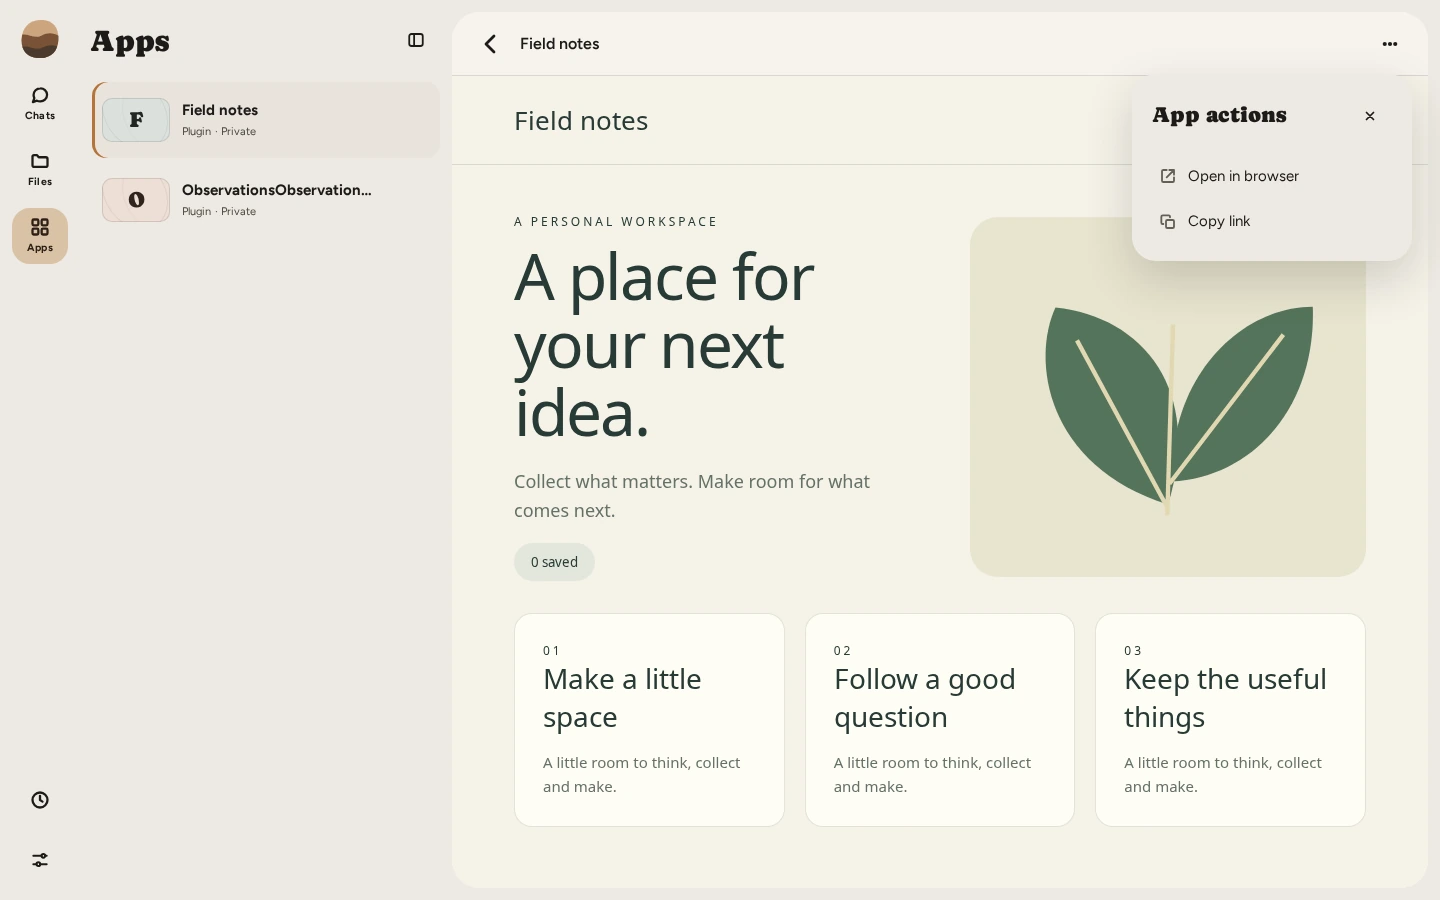 Apps
Chats
Files
Apps
F
Field notes
Plugin · Private
O
ObservationsObservation...
Plugin · Private
Field notes
Field notes
App actions
Open in browser
Copy link
A PERSONAL WORKSPACE
A place for
your next
idea.
Collect what matters. Make room for what
comes next.
0 saved
01
Make a little
space
A little room to think, collect
and make.
02
Follow a good
question
A little room to think, collect
and make.
03
Keep the useful
things
A little room to think, collect
and make.